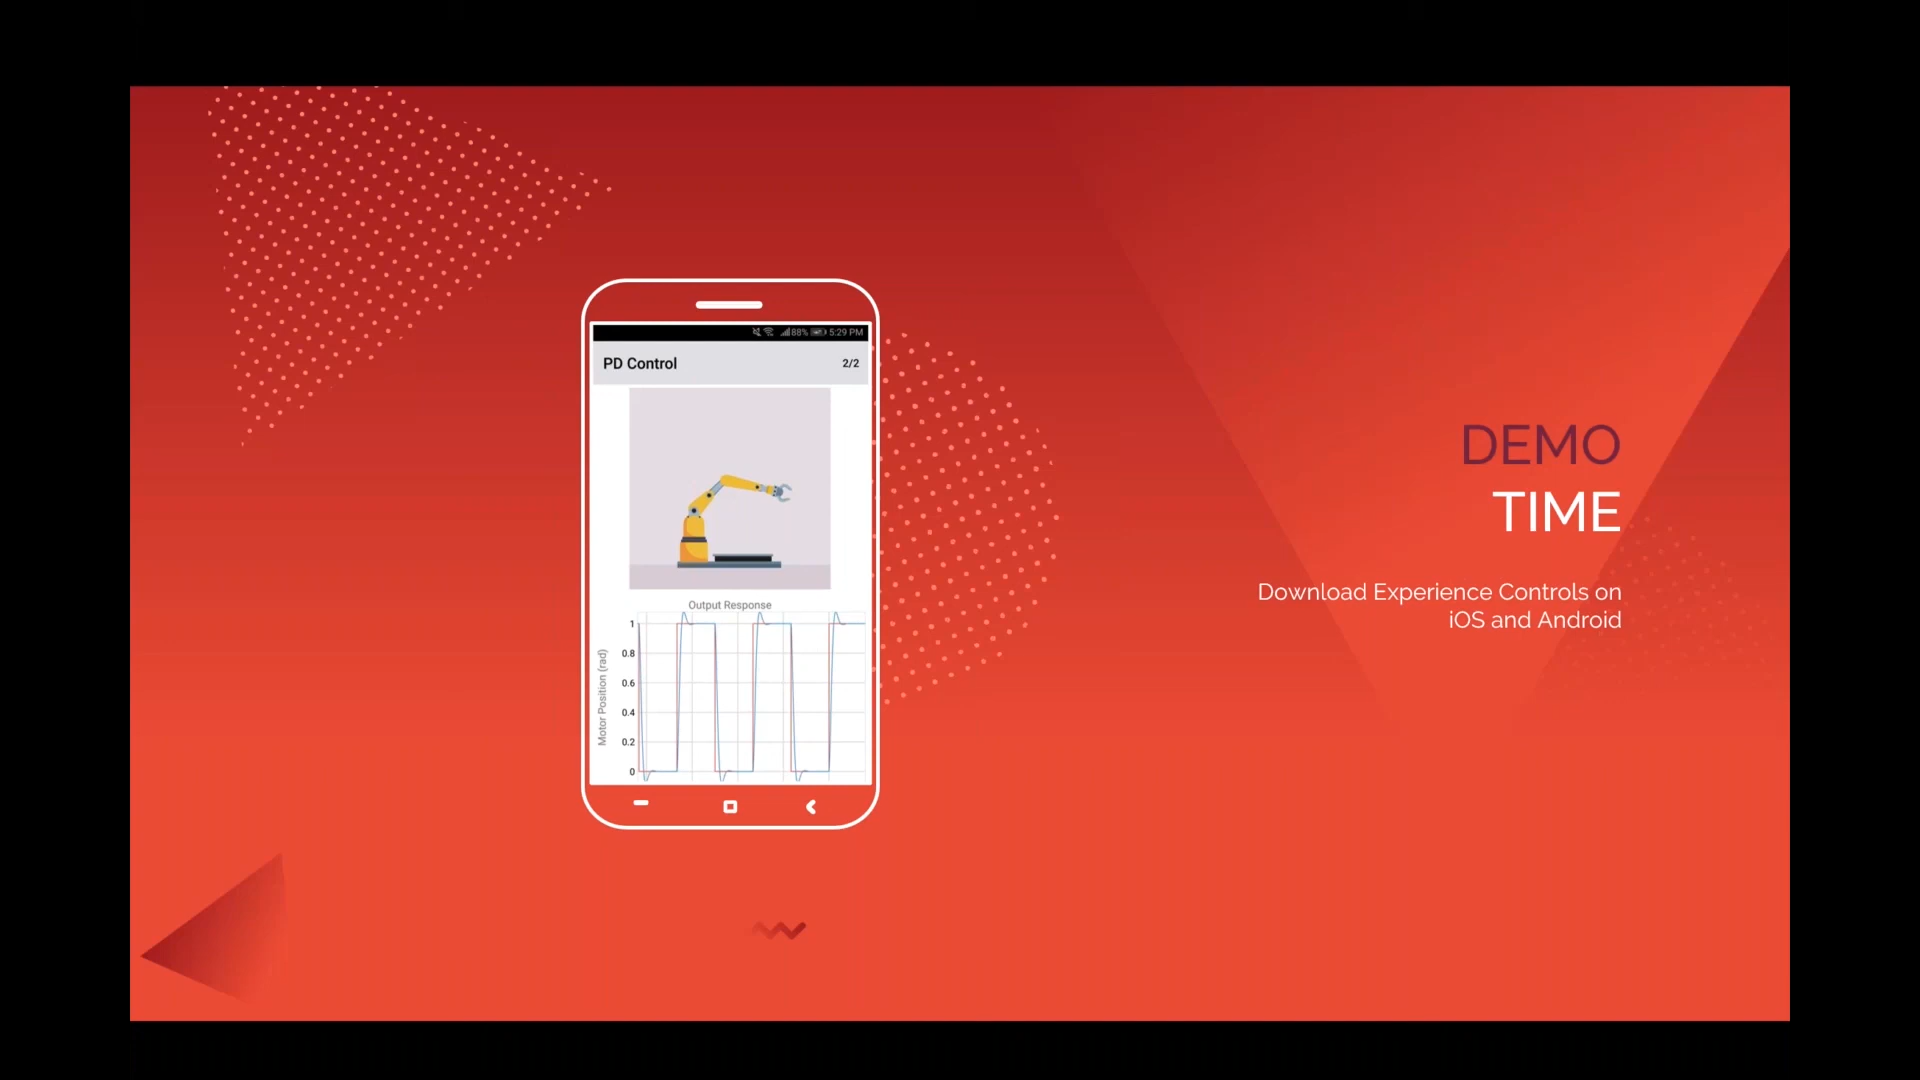 88% 5:29 PM
PD Control 2/2
Output Response
Motor Position (rad)
1
0.8
0.6
0.4
0.2
0
DEMO
TIME
Download Experience Controls on
iOS and Android